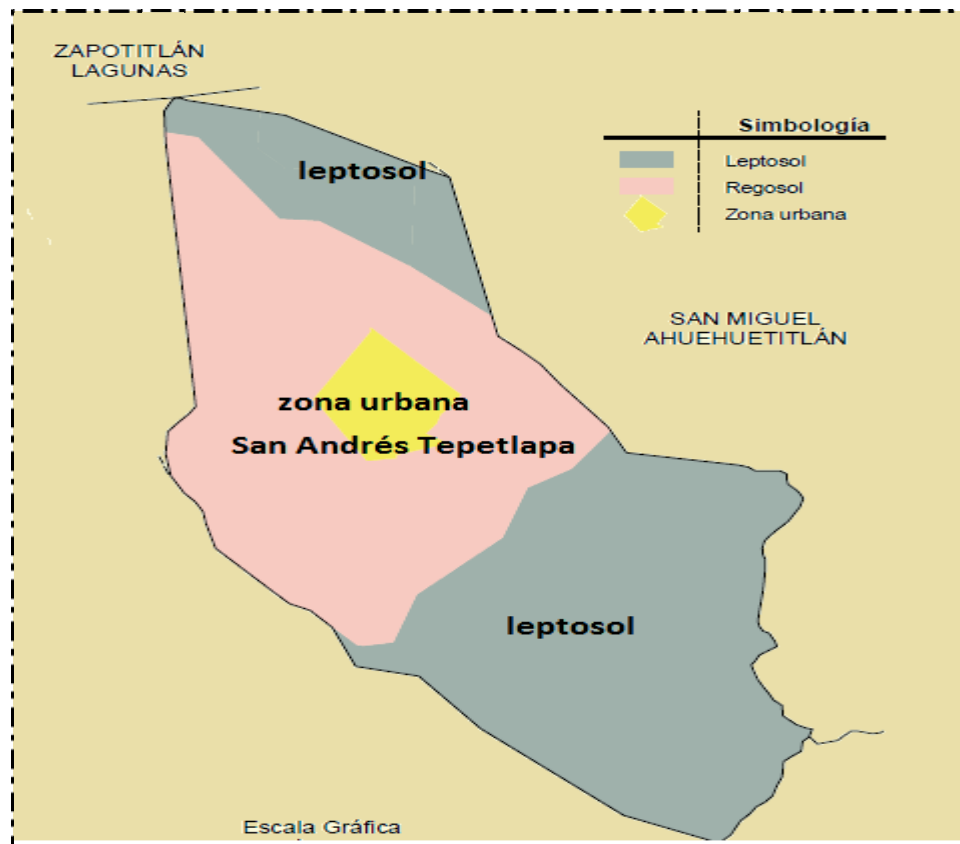 ZAPOTITLÁN
LAGUNAS
Simbología
leptosol
Leptosol
Regosol
Zona urbana
SAN MIGUEL
AHUEHUETITLÁN
zona urbana
San Andrés Tepetlapa
leptosol
Escala Gráfica